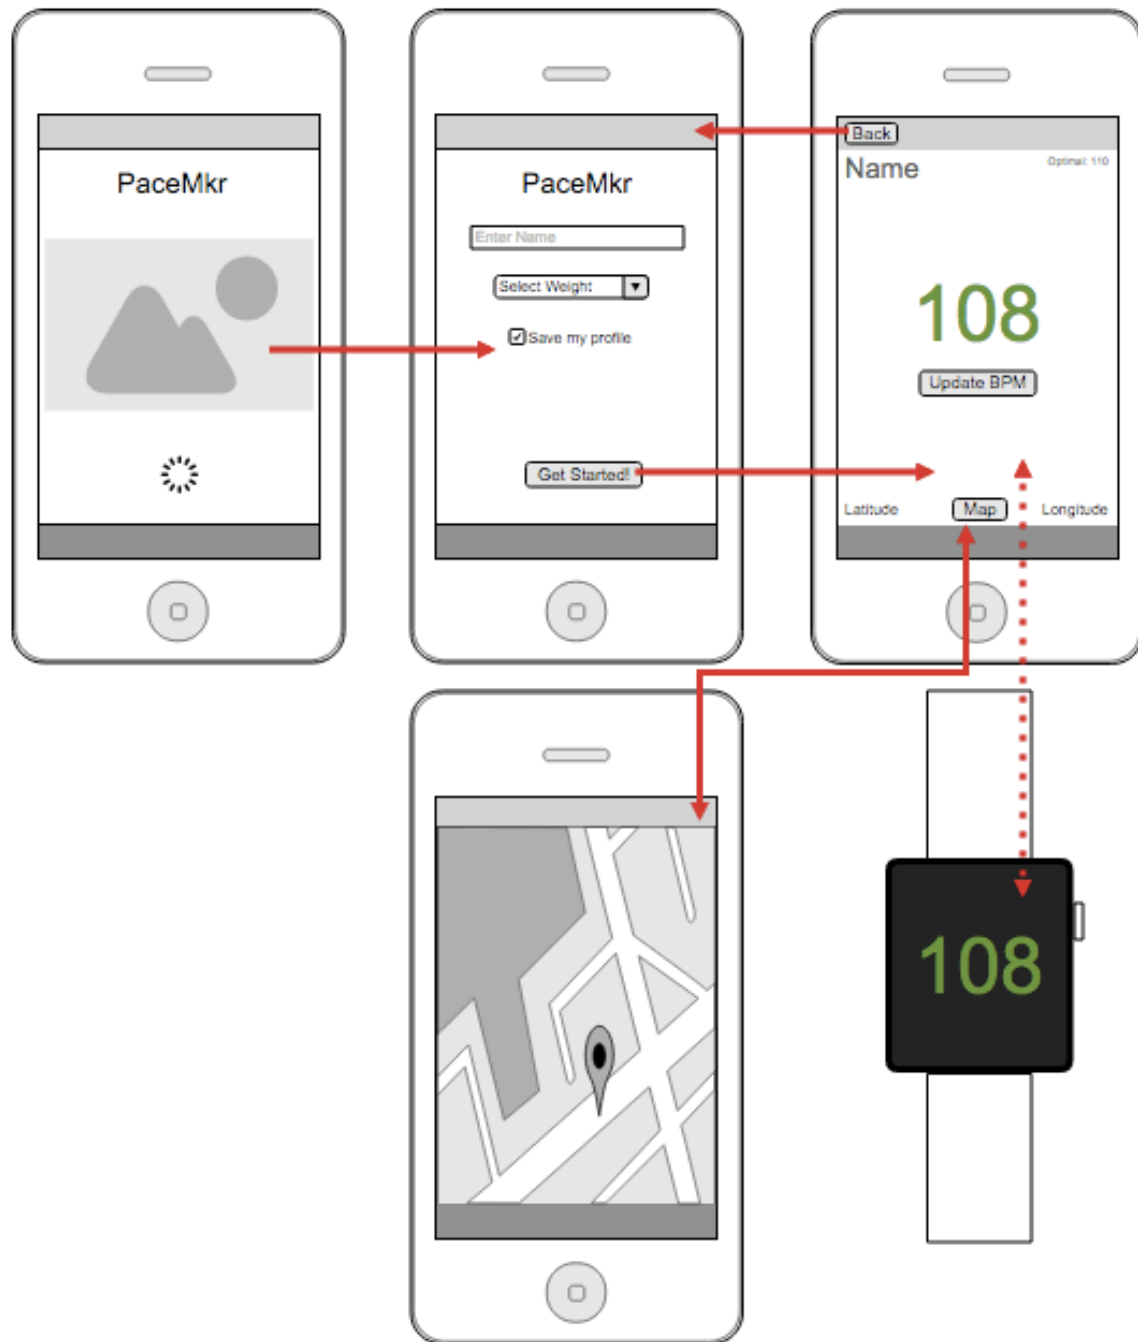 PaceMkr
PaceMkr
Enter Name
Select Weight
Save my profile
Get Started!
Back
Name
Optimal: 110
108
Update BPM
Latitude
Map
Longitude
108